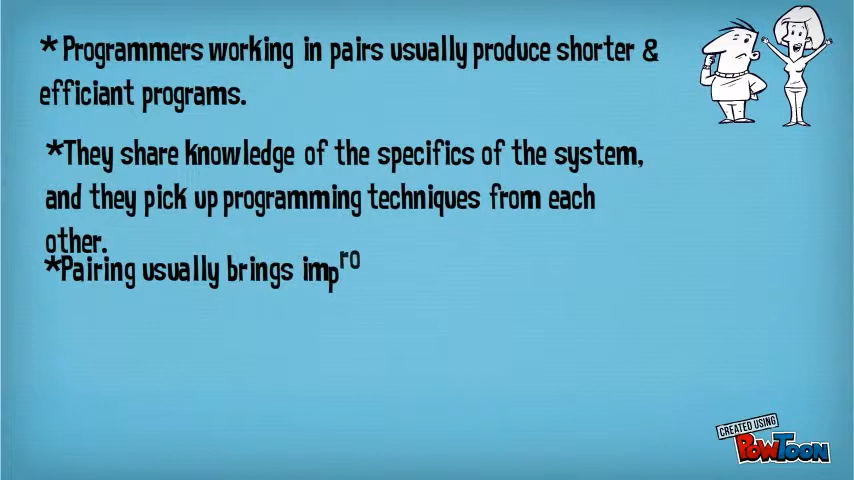 * Programmers working in pairs usually produce shorter &
efficiant programs.
*They share knowledge of the specifics of the system,
and they pick up programming techniques from each
other.
*Pairing usually brings impro
CREATED USING
POWTOON